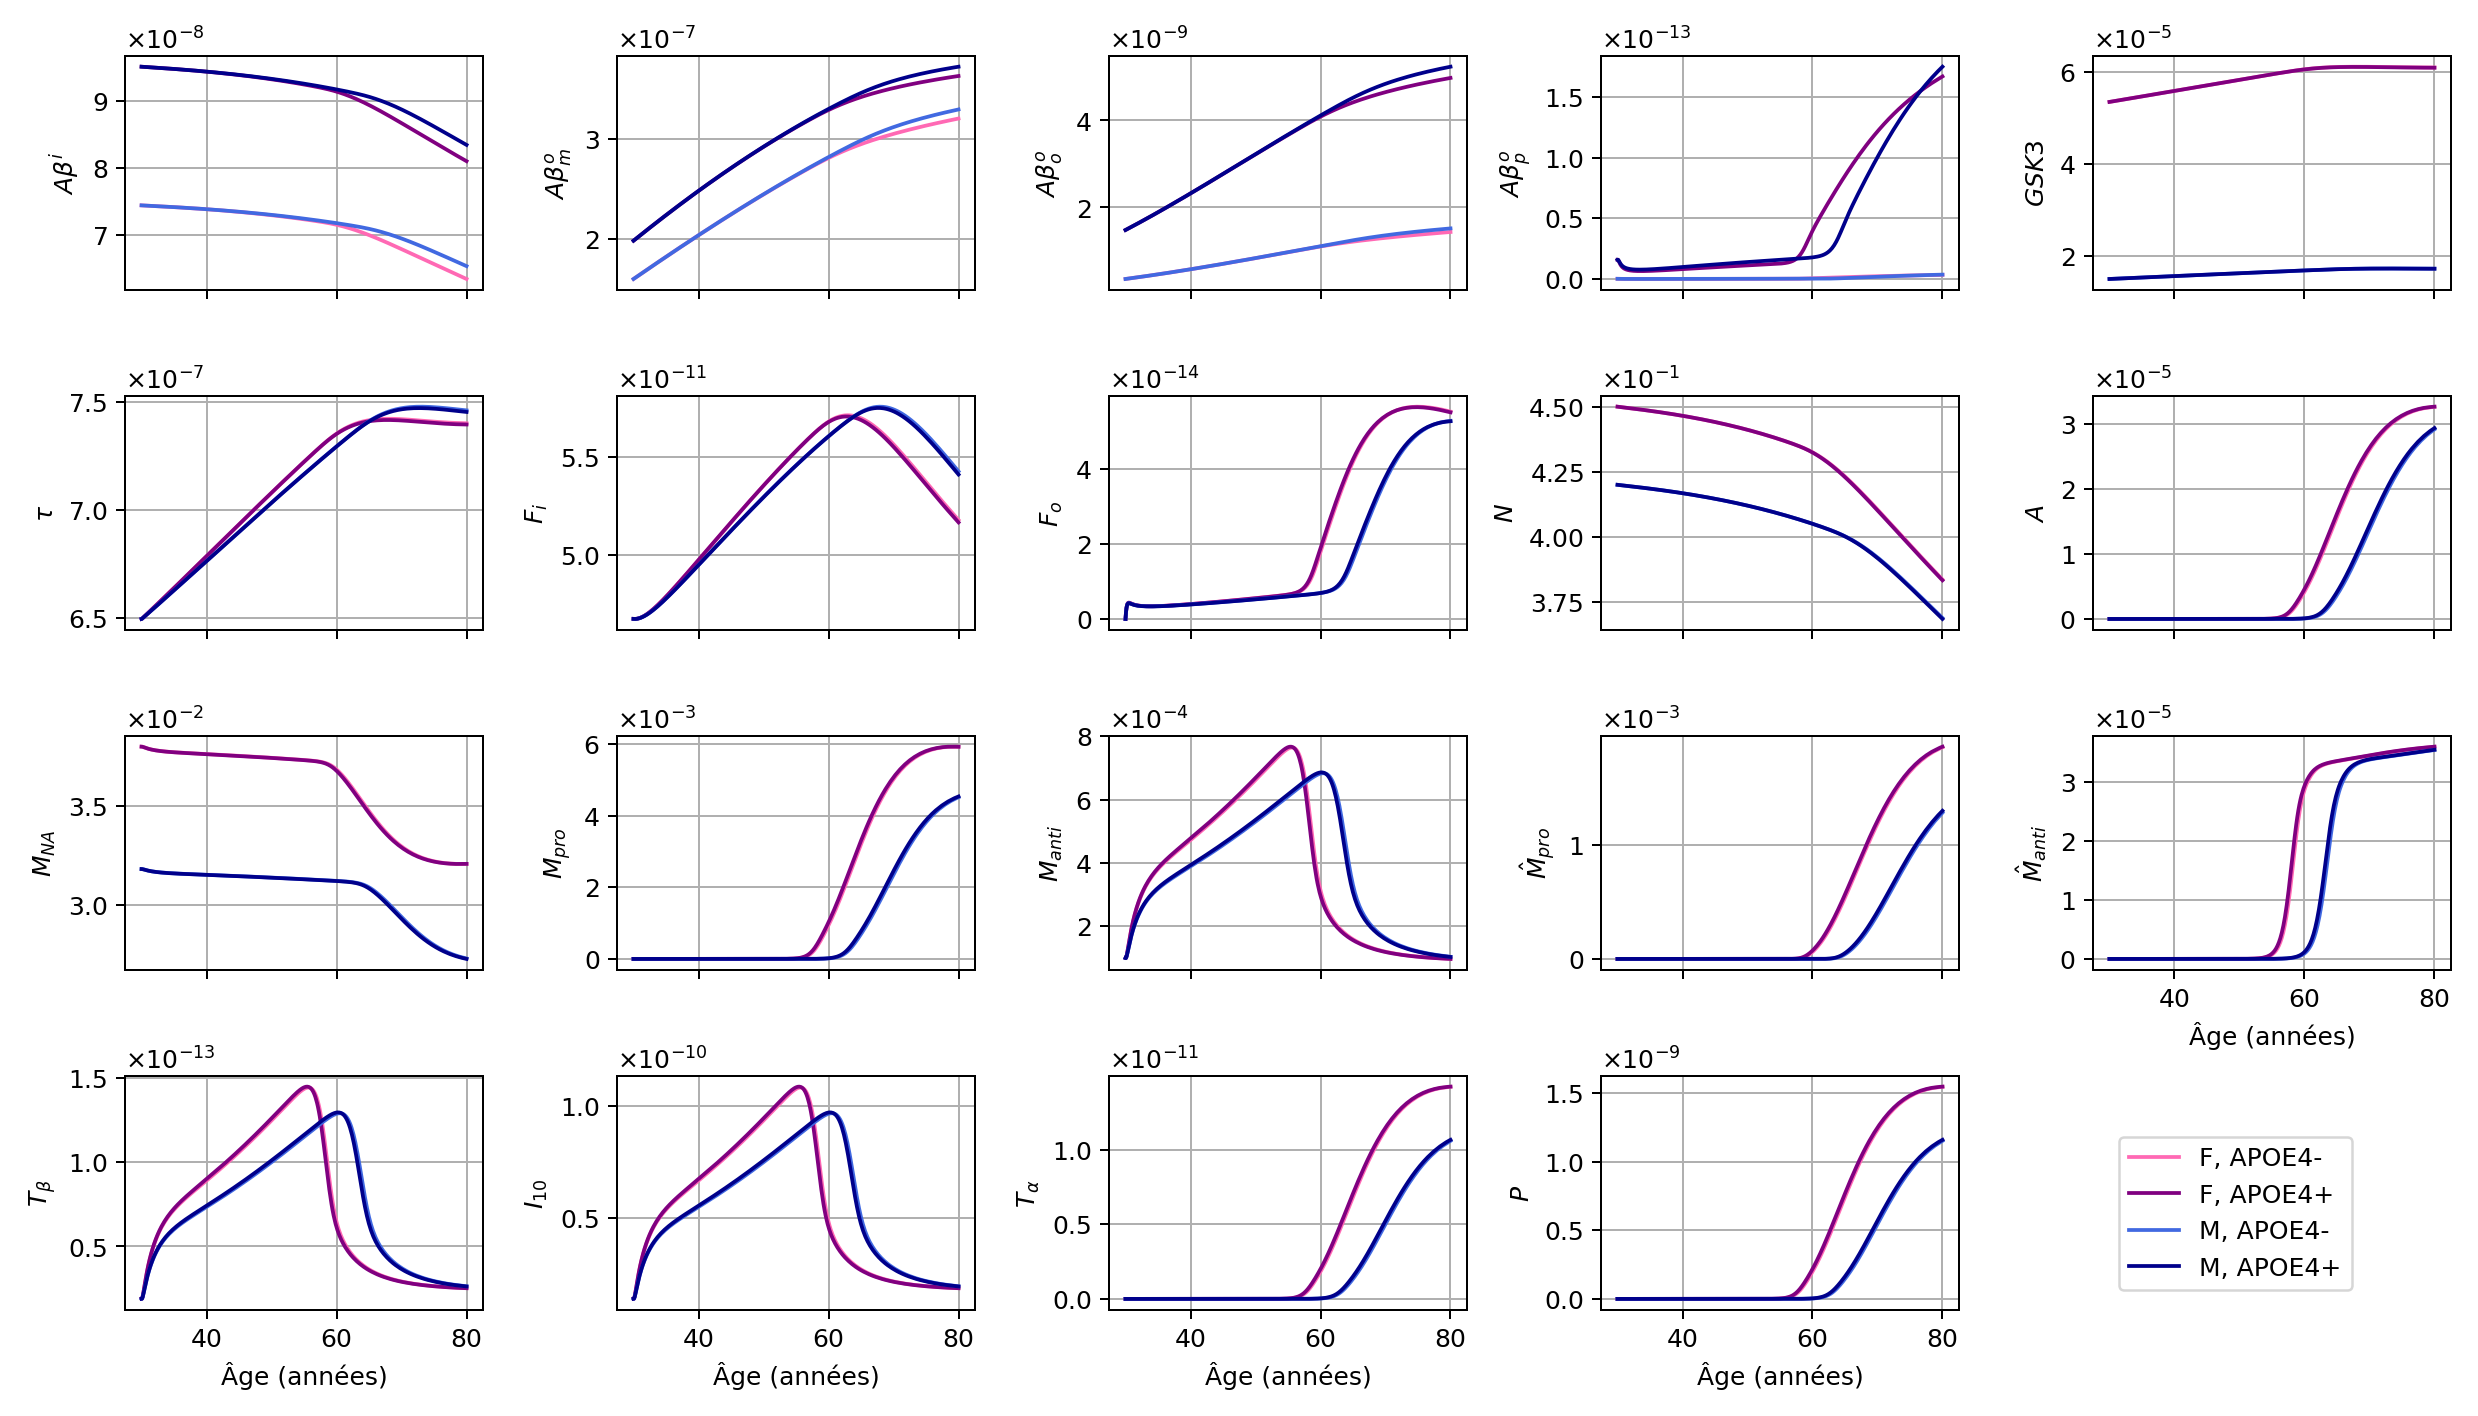 ×10⁻⁸ ×10⁻⁷ ×10⁻⁹ ×10⁻¹³ ×10⁻⁵
Aβⁱ 9 8 7
Aβₘᵒ 3 2
Aβₒᵒ 4 2
Aβₚᵒ 1.5 1.0 0.5 0.0
GSK3 6 4 2
×10⁻⁷ ×10⁻¹¹ ×10⁻¹⁴ ×10⁻¹ ×10⁻⁵
τ 7.5 7.0 6.5
Fᵢ 5.5 5.0
Fₒ 4 2 0
N 4.50 4.25 4.00 3.75
A 3 2 1 0
×10⁻² ×10⁻³ ×10⁻⁴ ×10⁻³ ×10⁻⁵
M_NA 3.5 3.0
M_pro 6 4 2 0
M_anti 8 6 4 2
M̂_pro 1 0
M̂_anti 3 2 1 0
40 60 80
Âge (années)
×10⁻¹³ ×10⁻¹⁰ ×10⁻¹¹ ×10⁻⁹
T_β 1.5 1.0 0.5
I₁₀ 1.0 0.5
T_α 1.0 0.5 0.0
P 1.5 1.0 0.5 0.0
F, APOE4-
F, APOE4+
M, APOE4-
M, APOE4+
40 60 80 40 60 80 40 60 80 40 60 80
Âge (années) Âge (années) Âge (années) Âge (années)